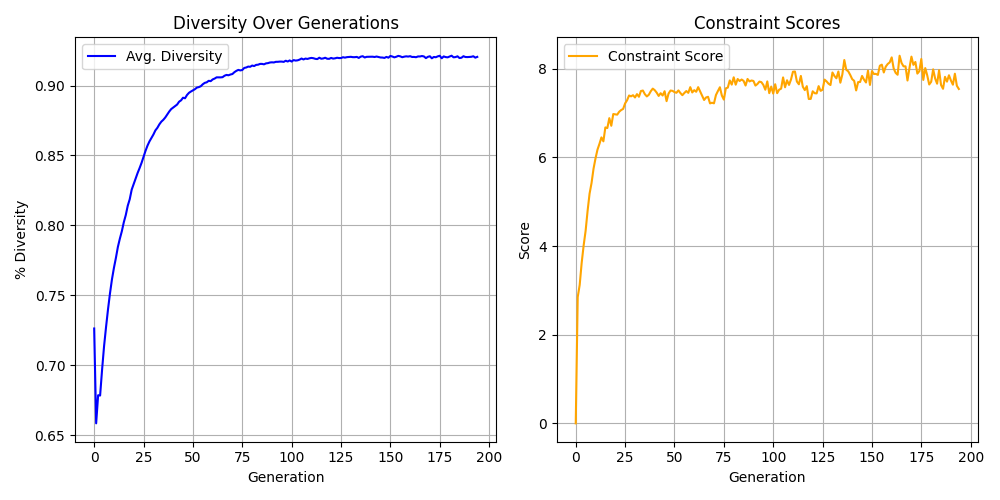 Diversity Over Generations
Avg. Diversity
% Diversity
0.90
0.85
0.80
0.75
0.70
0.65
0 25 50 75 100 125 150 175 200
Generation
Constraint Scores
Constraint Score
Score
8
6
4
2
0
0 25 50 75 100 125 150 175 200
Generation